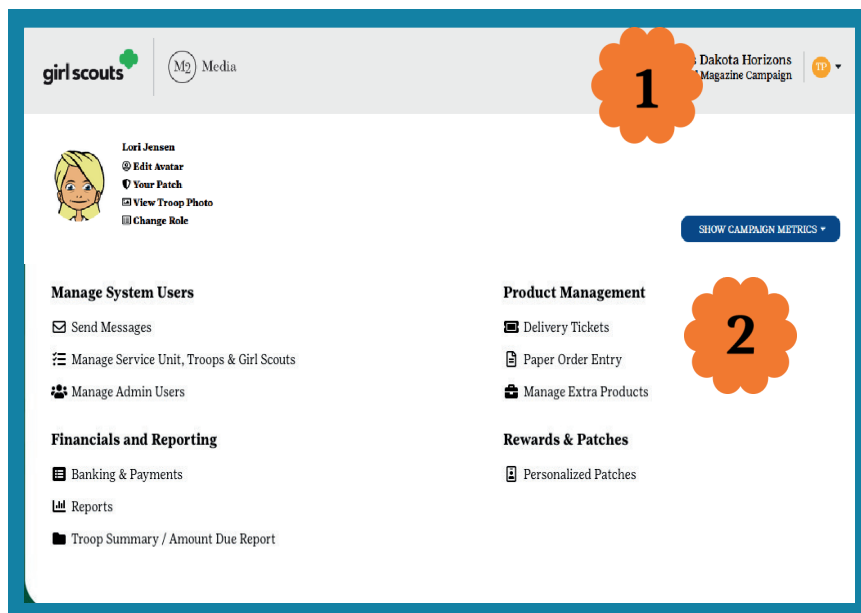 girl scouts
M2 Media
Dakota Horizons
Magazine Campaign
TP
1
Lori Jensen
Edit Avatar
Your Patch
View Troop Photo
Change Role
SHOW CAMPAIGN METRICS
Manage System Users
Send Messages
Manage Service Unit, Troops & Girl Scouts
Manage Admin Users
Financials and Reporting
Banking & Payments
Reports
Troop Summary / Amount Due Report
Product Management
Delivery Tickets
Paper Order Entry
Manage Extra Products
2
Rewards & Patches
Personalized Patches